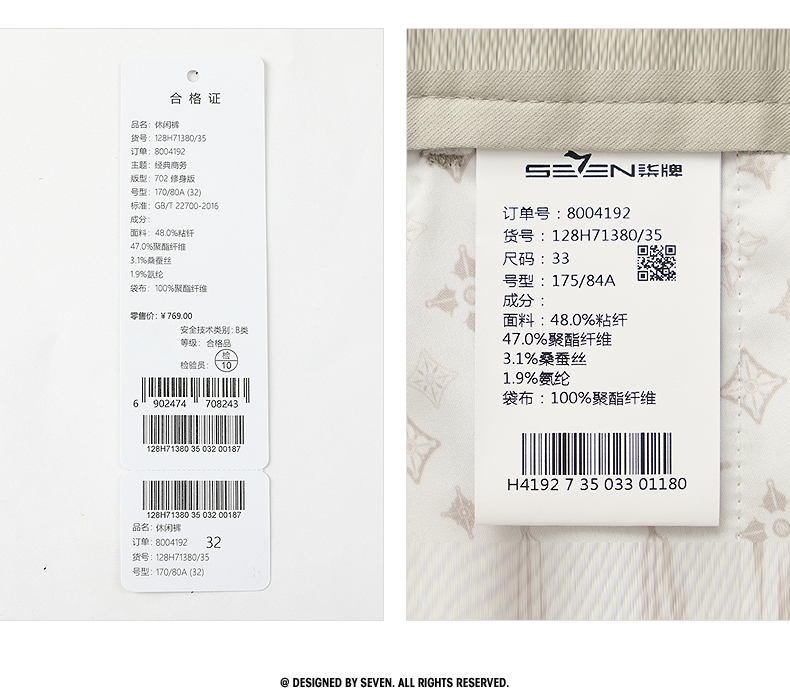 合格证
品名：休闲裤
货号：128H71380/35
订单：8004192
主题：经典商务
版型：702 修身版
号型：170/80A (32)
标准：GB/T 22700-2016
成分：
面料：48.0%粘纤
47.0%聚酯纤维
3.1%桑蚕丝
1.9%氨纶
袋布：100%聚酯纤维
零售价：¥769.00
安全技术类别：B类
等级：合格品
检验员：检 10
6 902474 708243
128H71380 35 032 00187
128H71380 35 032 00187
品名：休闲裤
订单：8004192 32
货号：128H71380/35
号型：170/80A (32)
SEVEN柒牌
订单号：8004192
货号：128H71380/35
尺码：33
号型：175/84A
成分：
面料：48.0%粘纤
47.0%聚酯纤维
3.1%桑蚕丝
1.9%氨纶
袋布：100%聚酯纤维
H4192 7 35 033 01180
@ DESIGNED BY SEVEN. ALL RIGHTS RESERVED.